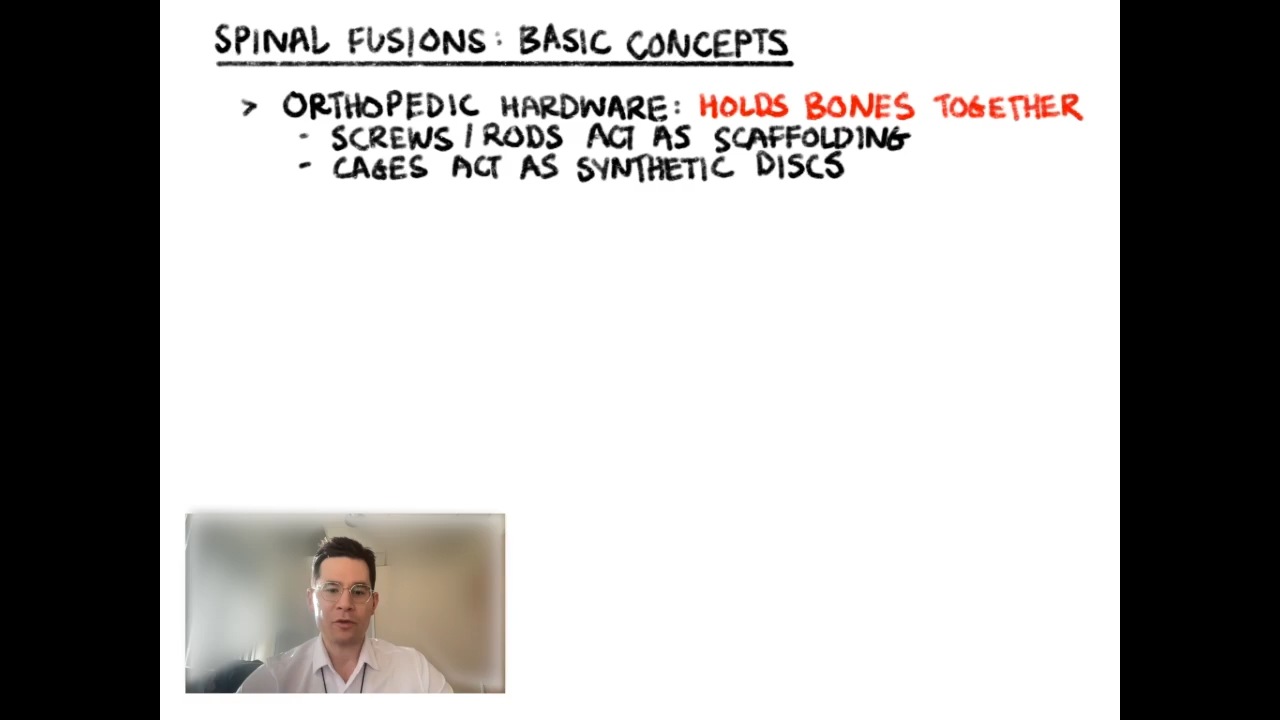 SPINAL FUSIONS: BASIC CONCEPTS
> ORTHOPEDIC HARDWARE: HOLDS BONES TOGETHER
- SCREWS/RODS ACT AS SCAFFOLDING
- CAGES ACT AS SYNTHETIC DISCS